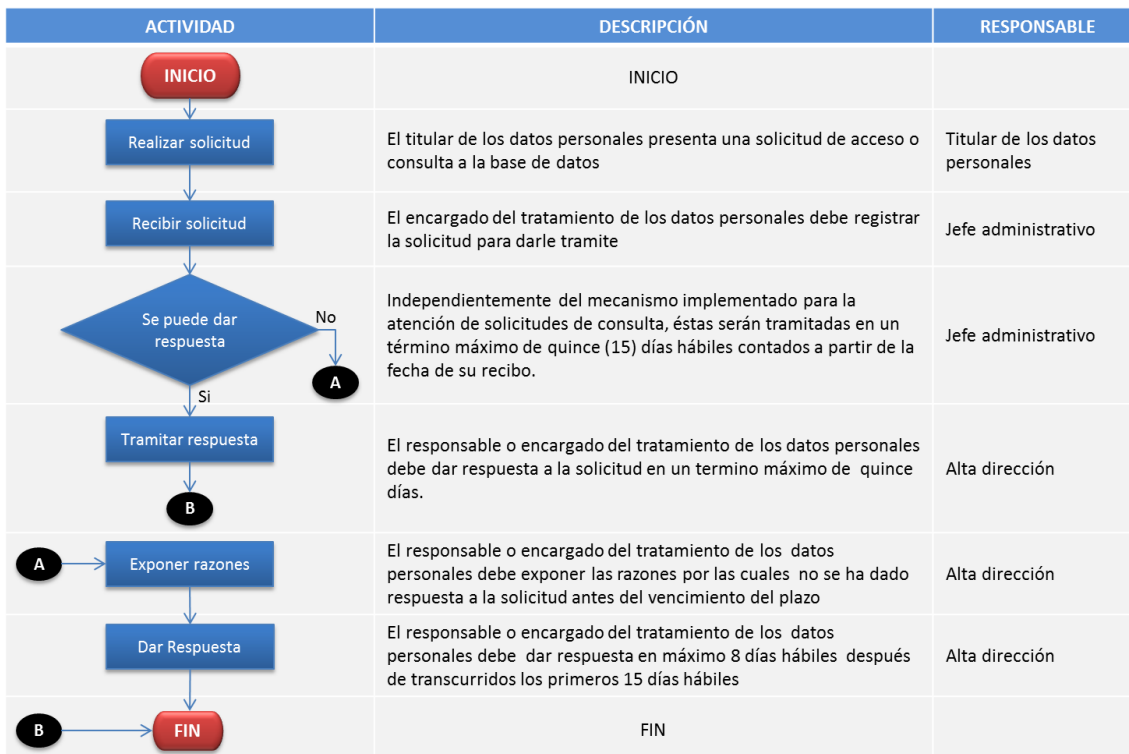 ACTIVIDAD DESCRIPCIÓN RESPONSABLE
INICIO INICIO
Realizar solicitud
El titular de los datos personales presenta una solicitud de acceso o
consulta a la base de datos
Titular de los datos
personales
Recibir solicitud
El encargado del tratamiento de los datos personales debe registrar
la solicitud para darle tramite
Jefe administrativo
Se puede dar
respuesta
No
A
Si
Independientemente del mecanismo implementado para la
atención de solicitudes de consulta, éstas serán tramitadas en un
término máximo de quince (15) días hábiles contados a partir de la
fecha de su recibo.
Jefe administrativo
Tramitar respuesta
B
El responsable o encargado del tratamiento de los datos personales
debe dar respuesta a la solicitud en un termino máximo de quince
días.
Alta dirección
A
Exponer razones
El responsable o encargado del tratamiento de los datos
personales debe exponer las razones por las cuales no se ha dado
respuesta a la solicitud antes del vencimiento del plazo
Alta dirección
Dar Respuesta
El responsable o encargado del tratamiento de los datos
personales debe dar respuesta en máximo 8 días hábiles después
de transcurridos los primeros 15 días hábiles
Alta dirección
B
FIN FIN